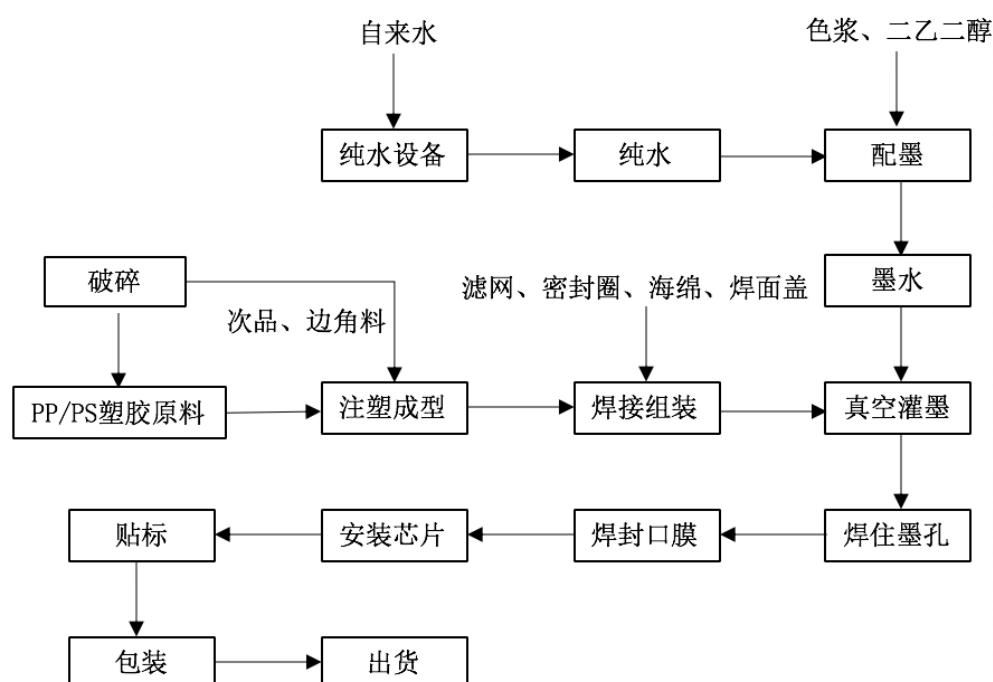 自来水
色浆、二乙二醇
纯水设备
纯水
配墨
破碎
滤网、密封圈、海绵、焊面盖
墨水
次品、边角料
PP/PS塑胶原料
注塑成型
焊接组装
真空灌墨
贴标
安装芯片
焊封口膜
焊住墨孔
包装
出货